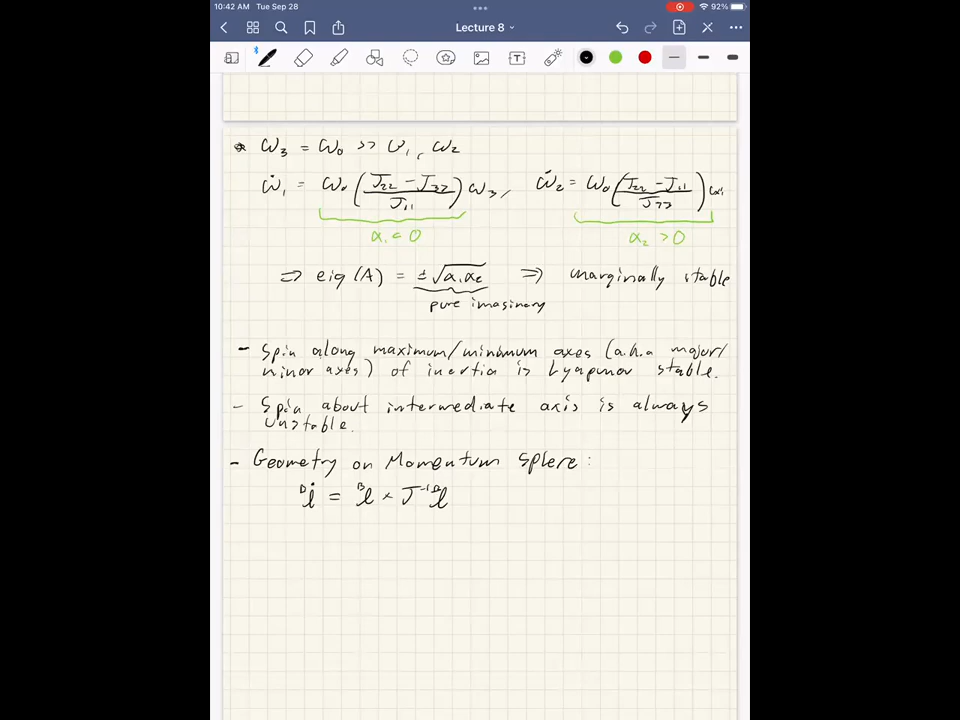 10:42 AM Tue Sep 28
92%
Lecture 8
* ω₃ = ω₀ >> ω₁, ω₂
ω̇₁ = ω₀ ( (J₂₂ - J₃₃) / J₁₁ ) ω₃, ω̇₂ = ω₀ ( (J₂₂ - J₁₁) / J₃₃ )
α₁ < 0 α₂ > 0
⇒ eig(A) = ±√α₁α₂ ⇒ marginally stable
pure imaginary
- Spin along maximum/minimum axes (a.k.a major/
minor axes) of inertia is Lyapunov stable.
- Spin about intermediate axis is always
unstable.
- Geometry on Momentum Sphere:
ᴮℓ̇ = ᴮℓ × J⁻¹ ᴮℓ